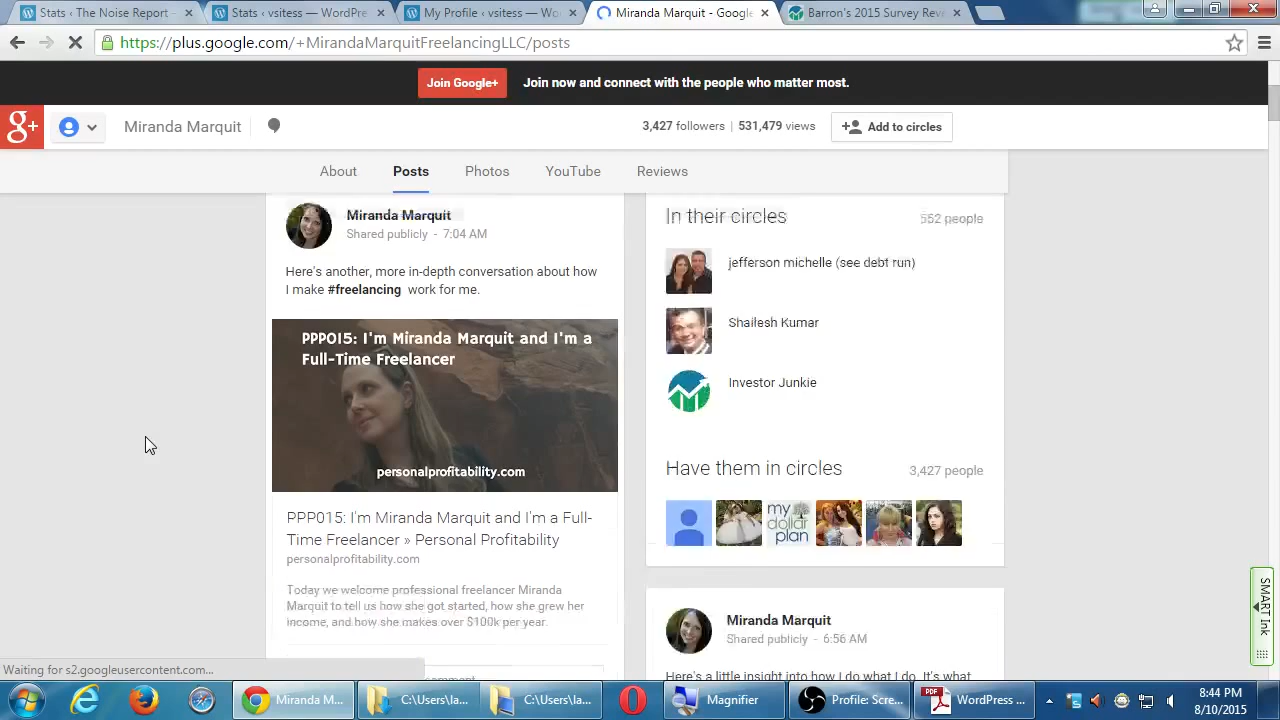 Stats ‹ The Noise Report
Stats ‹ vsitess — WordPre
My Profile ‹ vsitess — Wo
Miranda Marquit - Google
Barron's 2015 Survey Rev
https://plus.google.com/+MirandaMarquitFreelancingLLC/posts
Join Google+
Join now and connect with the people who matter most.
g+
Miranda Marquit
3,427 followers | 531,479 views
Add to circles
About
Posts
Photos
YouTube
Reviews
Miranda Marquit
Shared publicly - 7:04 AM
Here's another, more in-depth conversation about how
I make #freelancing work for me.
PPP015: I'm Miranda Marquit and I'm a
Full-Time Freelancer
personalprofitability.com
PPP015: I'm Miranda Marquit and I'm a Full-
Time Freelancer » Personal Profitability
personalprofitability.com
Today we welcome professional freelancer Miranda
Marquit to tell us how she got started, how she grew her
income, and how she makes over $100k per year.
In their circles
552 people
jefferson michelle (see debt run)
Shailesh Kumar
Investor Junkie
Have them in circles
3,427 people
my
dollar
plan
Miranda Marquit
Shared publicly - 6:56 AM
Here's a little insight into how I do what I do. It's what
SMART Ink
Waiting for s2.googleusercontent.com...
Miranda M...
C:\Users\la...
C:\Users\la...
Magnifier
Profile: Scre...
PDF
WordPress ...
8:44 PM
8/10/2015